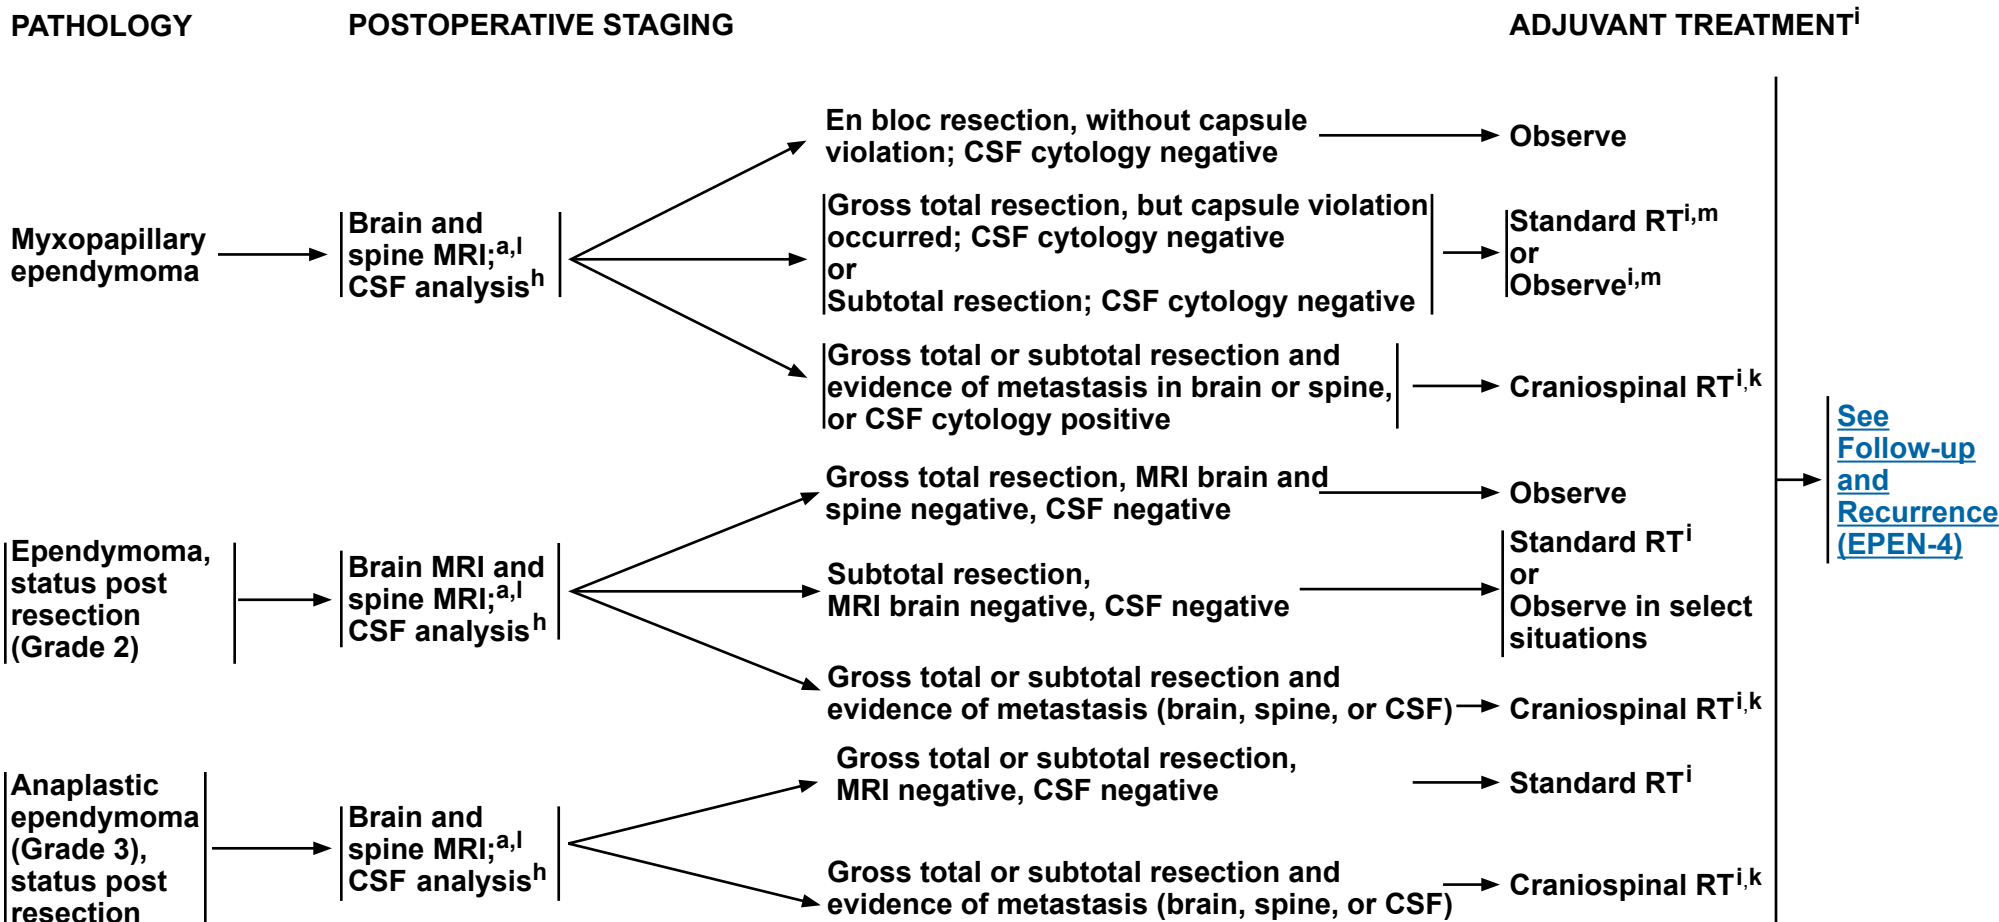 PATHOLOGY
POSTOPERATIVE STAGING
ADJUVANT TREATMENTi
Myxopapillary
ependymoma
Brain and
spine MRI;a,l
CSF analysish
En bloc resection, without capsule
violation; CSF cytology negative
Observe
Gross total resection, but capsule violation
occurred; CSF cytology negative
or
Subtotal resection; CSF cytology negative
Standard RTi,m
or
Observei,m
Gross total or subtotal resection and
evidence of metastasis in brain or spine,
or CSF cytology positive
Craniospinal RTi,k
Ependymoma,
status post
resection
(Grade 2)
Brain MRI and
spine MRI;a,l
CSF analysish
Gross total resection, MRI brain and
spine negative, CSF negative
Observe
Subtotal resection,
MRI brain negative, CSF negative
Standard RTi
or
Observe in select
situations
Gross total or subtotal resection and
evidence of metastasis (brain, spine, or CSF)
Craniospinal RTi,k
Anaplastic
ependymoma
(Grade 3),
status post
resection
Brain and
spine MRI;a,l
CSF analysish
Gross total or subtotal resection,
MRI negative, CSF negative
Standard RTi
Gross total or subtotal resection and
evidence of metastasis (brain, spine, or CSF)
Craniospinal RTi,k
See
Follow-up
and
Recurrence
(EPEN-4)